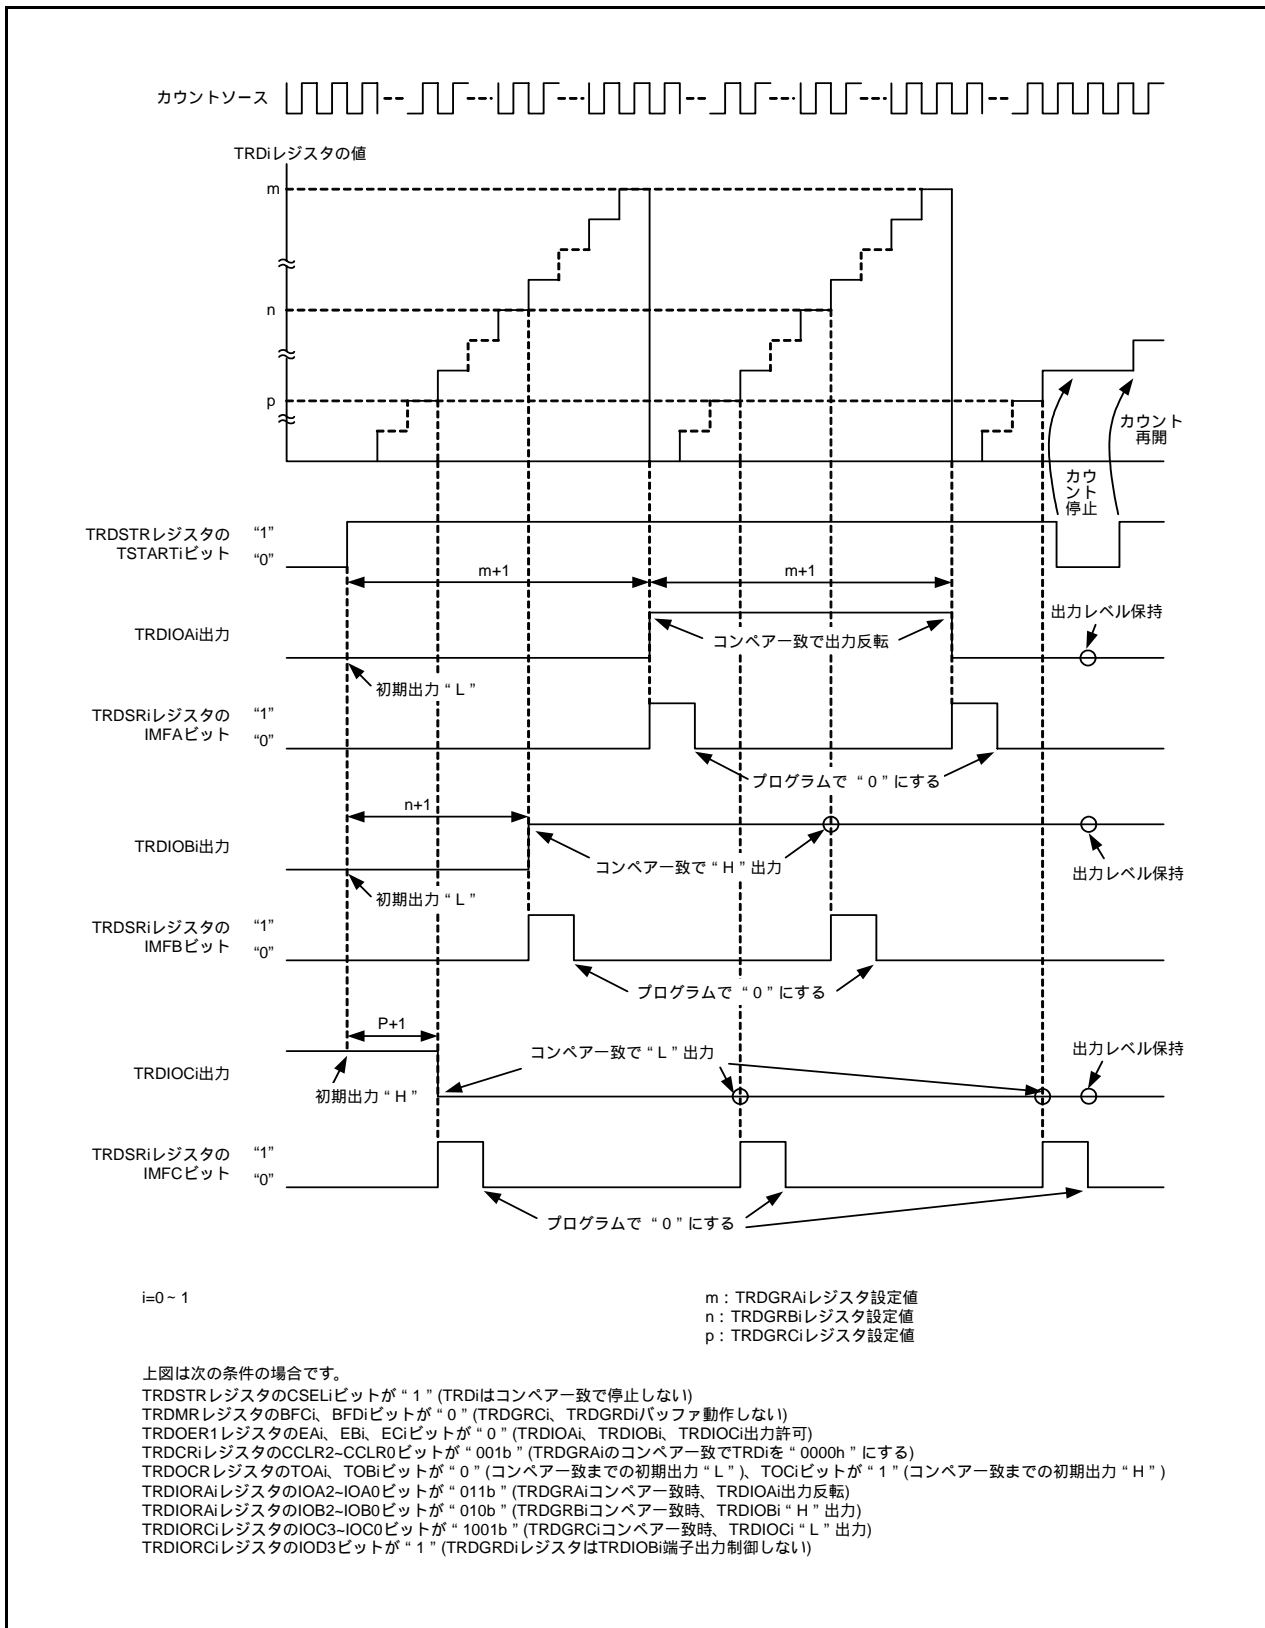 カウントソース
TRDiレジスタの値
m
n
p
カウント
再開
カウ
ント
停止
TRDSTRレジスタの
TSTARTiビット
“1”
“0”
m+1
m+1
TRDIOAi出力
コンペア一致で出力反転
出力レベル保持
初期出力 “ L ”
TRDSRiレジスタの
IMFAビット
“1”
“0”
プログラムで “ 0 ” にする
n+1
TRDIOBi出力
コンペア一致で “ H ” 出力
出力レベル保持
初期出力 “ L ”
TRDSRiレジスタの
IMFBビット
“1”
“0”
プログラムで “ 0 ” にする
P+1
TRDIOCi出力
コンペア一致で “ L ” 出力
出力レベル保持
初期出力 “ H ”
TRDSRiレジスタの
IMFCビット
“1”
“0”
プログラムで “ 0 ” にする
i=0 ~ 1
m : TRDGRAiレジスタ設定値
n : TRDGRBiレジスタ設定値
p : TRDGRCiレジスタ設定値
上図は次の条件の場合です。
TRDSTRレジスタのCSELiビットが “ 1 ” (TRDiはコンペア一致で停止しない)
TRDMRレジスタのBFCi、BFDiビットが “ 0 ” (TRDGRCi、TRDGRDiバッファ動作しない)
TRDOER1レジスタのEAi、EBi、ECiビットが “ 0 ” (TRDIOAi、TRDIOBi、TRDIOCi出力許可)
TRDCRiレジスタのCCLR2~CCLR0ビットが “ 001b ” (TRDGRAiのコンペア一致でTRDiを “ 0000h ” にする)
TRDOCRレジスタのTOAi、TOBiビットが “ 0 ” (コンペア一致までの初期出力 “ L ” )、TOCiビットが “ 1 ” (コンペア一致までの初期出力 “ H ” )
TRDIORAiレジスタのIOA2~IOA0ビットが “ 011b ” (TRDGRAiコンペア一致時、TRDIOAi出力反転)
TRDIORAiレジスタのIOB2~IOB0ビットが “ 010b ” (TRDGRBiコンペア一致時、TRDIOBi “ H ” 出力)
TRDIORCiレジスタのIOC3~IOC0ビットが “ 1001b ” (TRDGRCiコンペア一致時、TRDIOCi “ L ” 出力)
TRDIORCiレジスタのIOD3ビットが “ 1 ” (TRDGRDiレジスタはTRDIOBi端子出力制御しない)